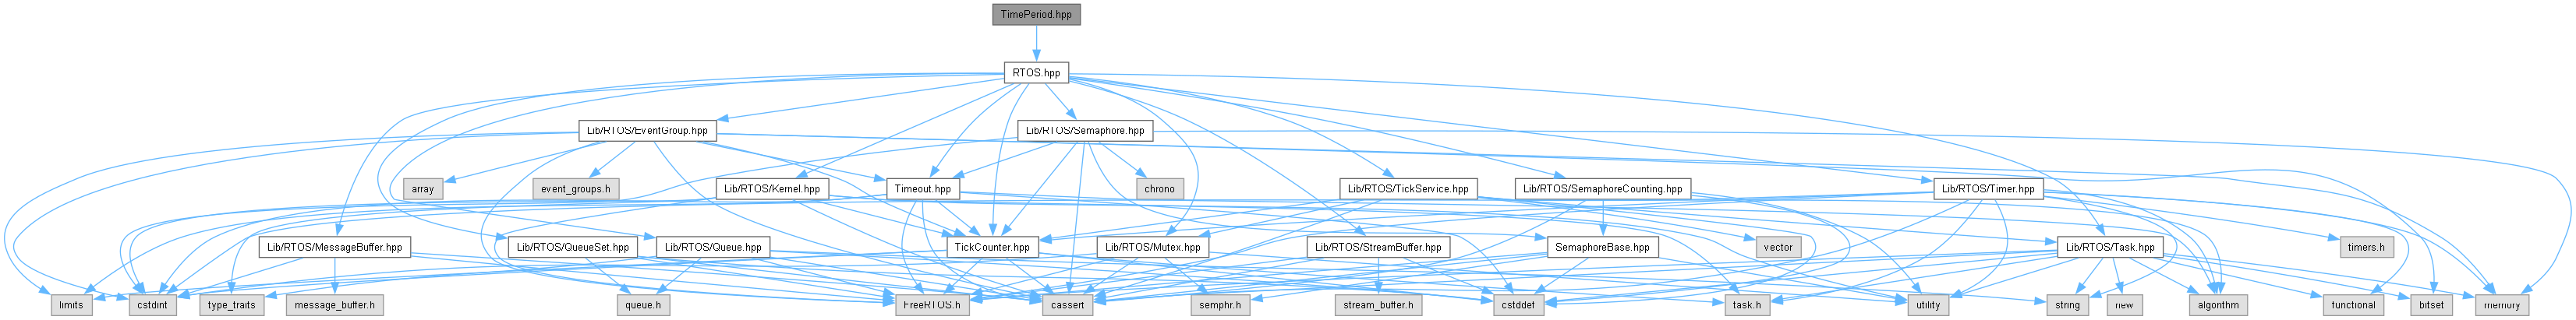 TimePeriod.hpp
RTOS.hpp
Lib/RTOS/EventGroup.hpp
Lib/RTOS/Semaphore.hpp
array
event_groups.h
Lib/RTOS/Kernel.hpp
Timeout.hpp
chrono
Lib/RTOS/TickService.hpp
Lib/RTOS/SemaphoreCounting.hpp
Lib/RTOS/Timer.hpp
Lib/RTOS/MessageBuffer.hpp
Lib/RTOS/QueueSet.hpp
Lib/RTOS/Queue.hpp
TickCounter.hpp
Lib/RTOS/Mutex.hpp
Lib/RTOS/StreamBuffer.hpp
SemaphoreBase.hpp
vector
Lib/RTOS/Task.hpp
timers.h
limits
cstdint
type_traits
message_buffer.h
queue.h
FreeRTOS.h
cassert
semphr.h
stream_buffer.h
cstddef
task.h
utility
string
new
algorithm
functional
bitset
memory